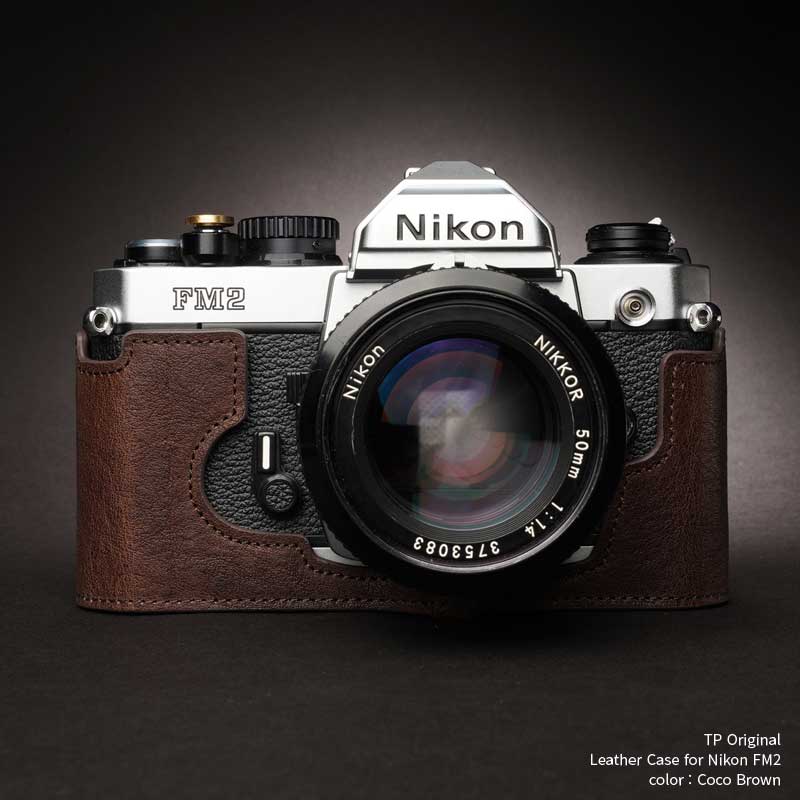 Nikon
FM2
Nikon NIKKOR 50mm 1:1.4 3753083
TP Original
Leather Case for Nikon FM2
color : Coco Brown